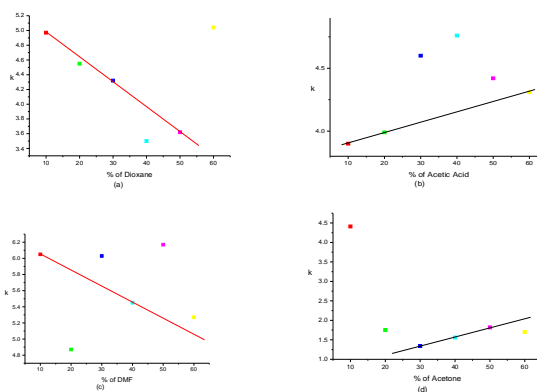 5.2
5.0
4.8
4.6
4.4
4.2
4.0
3.8
3.6
3.4
κ
10 20 30 40 50 60
% of Dioxane
(a)
4.5
4.0
κ
10 20 30 40 50 60
% of Acetic Acid
(b)
6.2
6.0
5.8
5.6
5.4
5.2
5.0
4.8
κ
10 20 30 40 50 60
% of DMF
(c)
4.5
4.0
3.5
3.0
2.5
2.0
1.5
1.0
κ
10 20 30 40 50 60
% of Acetone
(d)